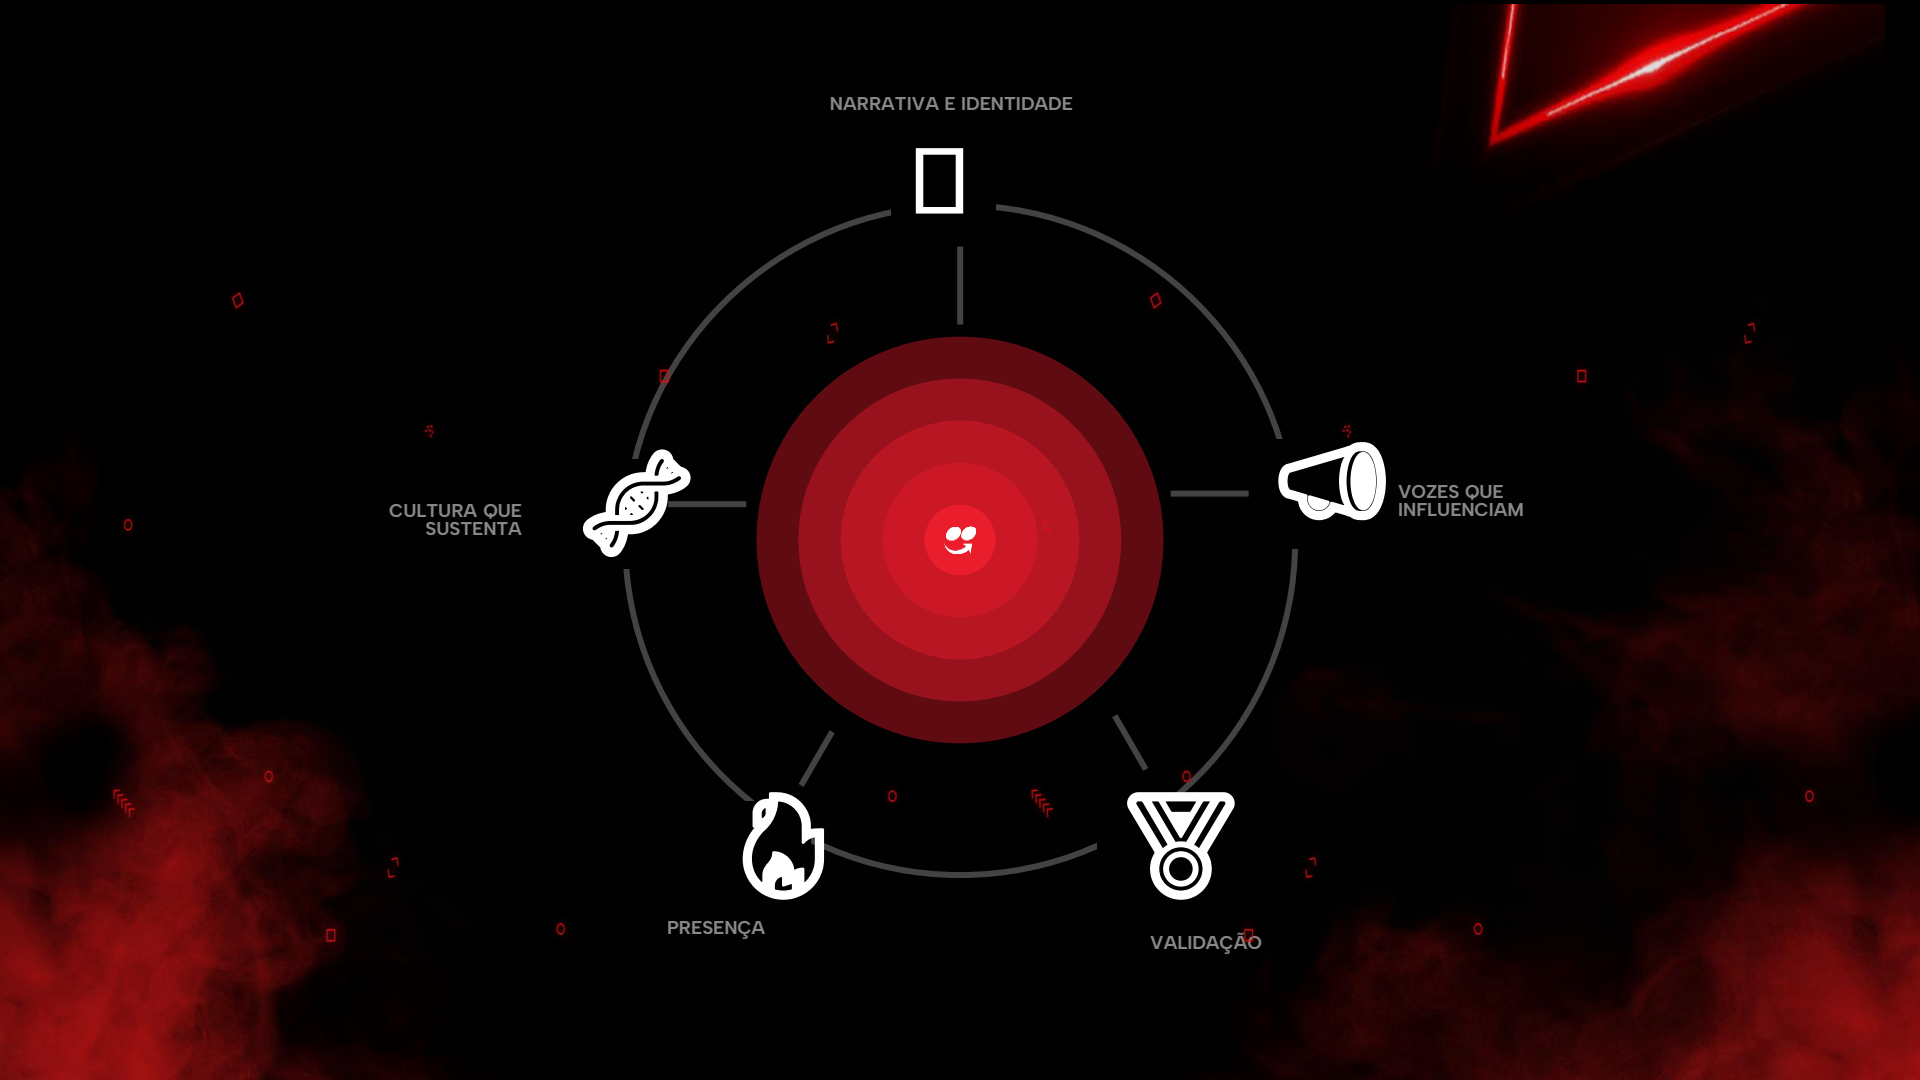 NARRATIVA E IDENTIDADE
CULTURA QUE
SUSTENTA
VOZES QUE
INFLUENCIAM
PRESENÇA
VALIDAÇÃO